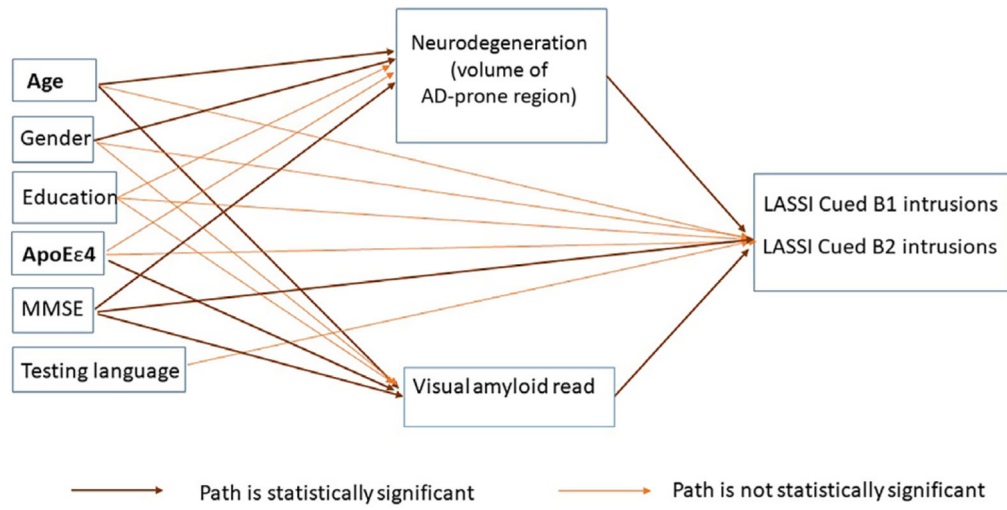 Neurodegeneration
(volume of
AD-prone region)
Age
Gender
Education
ApoEε4
MMSE
Testing language
LASSI Cued B1 intrusions
LASSI Cued B2 intrusions
Visual amyloid read
Path is statistically significant
Path is not statistically significant